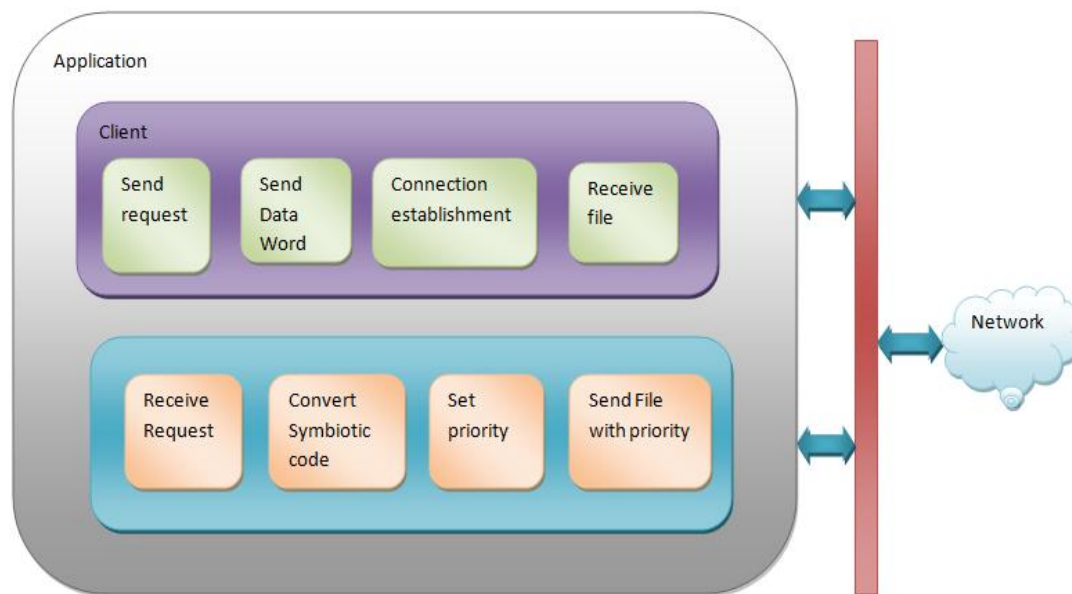 Application
Client
Send
request
Send
Data
Word
Connection
establishment
Receive
file
Receive
Request
Convert
Symbiotic
code
Set
priority
Send File
with priority
Network